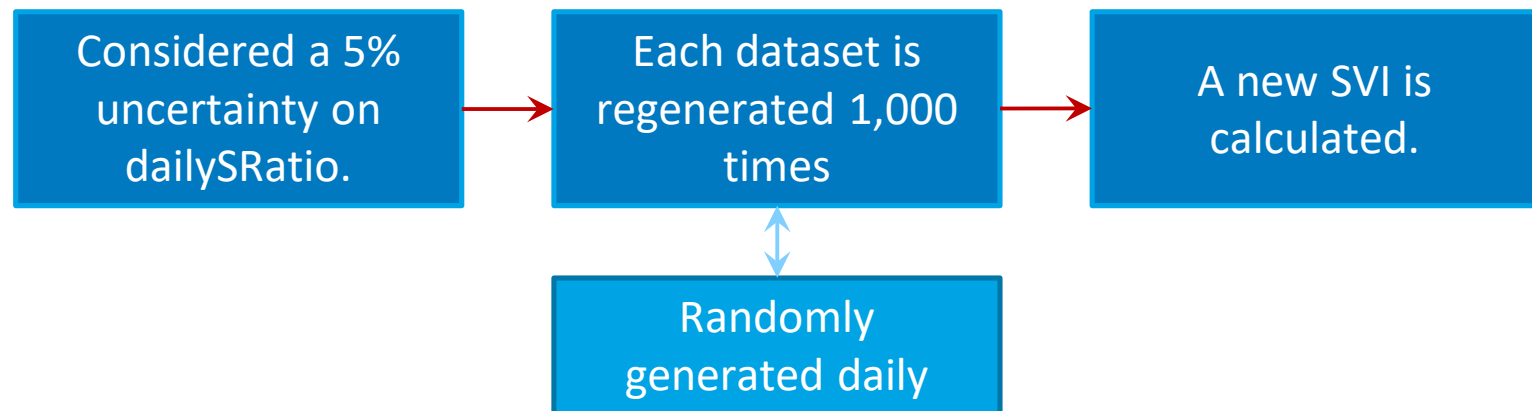 Considered a 5%
uncertainty on
dailySRatio.
Each dataset is
regenerated 1,000
times
A new SVI is
calculated.
Randomly
generated daily